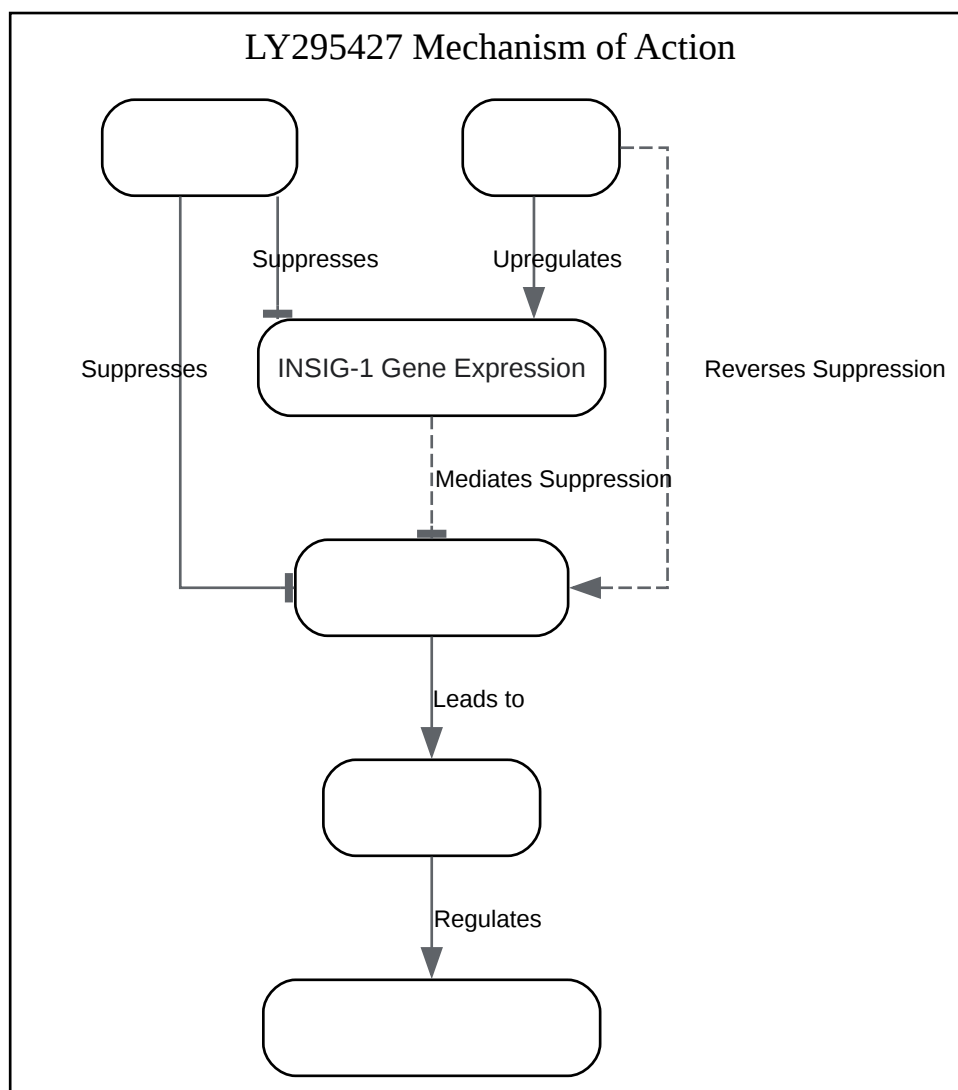 LY295427 Mechanism of Action
Suppresses
Upregulates
INSIG-1 Gene Expression
Suppresses
Reverses Suppression
Mediates Suppression
Leads to
Regulates